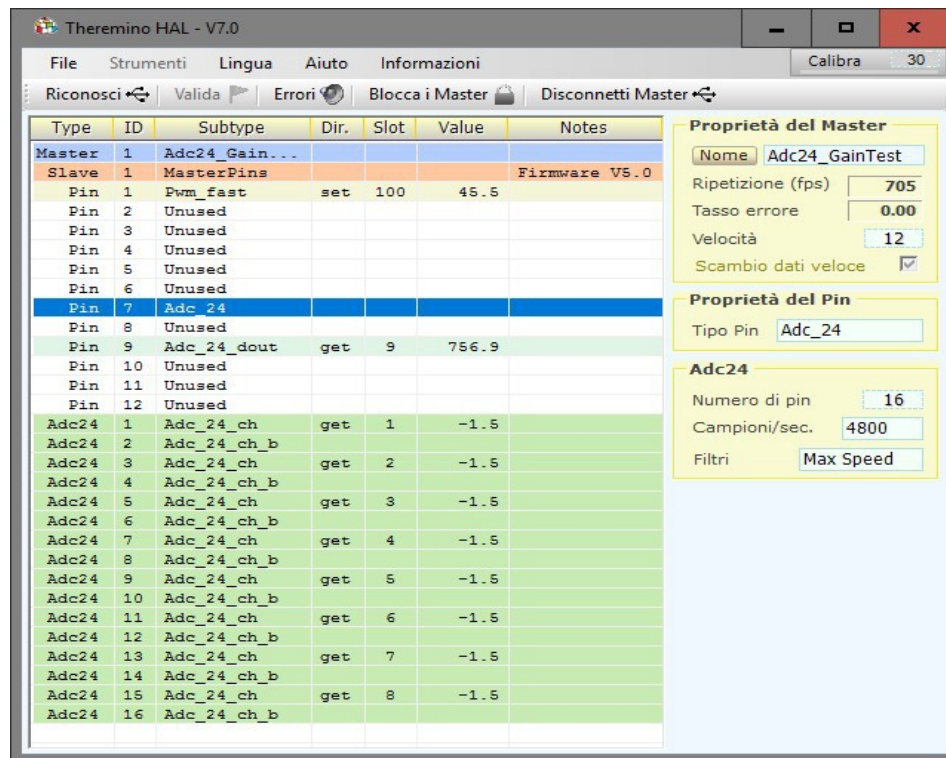 Theremino HAL - V7.0
File Strumenti Lingua Aiuto Informazioni Calibra 30
Riconosci Valida Errori Blocca i Master Disconnetti Master
Type ID Subtype Dir. Slot Value Notes
Master 1 Adc24_Gain...
Slave 1 MasterPins Firmware V5.0
Pin 1 Pwm_fast set 100 45.5
Pin 2 Unused
Pin 3 Unused
Pin 4 Unused
Pin 5 Unused
Pin 6 Unused
Pin 7 Adc_24
Pin 8 Unused
Pin 9 Adc_24_dout get 9 756.9
Pin 10 Unused
Pin 11 Unused
Pin 12 Unused
Adc24 1 Adc_24_ch get 1 -1.5
Adc24 2 Adc_24_ch_b
Adc24 3 Adc_24_ch get 2 -1.5
Adc24 4 Adc_24_ch_b
Adc24 5 Adc_24_ch get 3 -1.5
Adc24 6 Adc_24_ch_b
Adc24 7 Adc_24_ch get 4 -1.5
Adc24 8 Adc_24_ch_b
Adc24 9 Adc_24_ch get 5 -1.5
Adc24 10 Adc_24_ch_b
Adc24 11 Adc_24_ch get 6 -1.5
Adc24 12 Adc_24_ch_b
Adc24 13 Adc_24_ch get 7 -1.5
Adc24 14 Adc_24_ch_b
Adc24 15 Adc_24_ch get 8 -1.5
Adc24 16 Adc_24_ch_b
Proprietà del Master
Nome Adc24_GainTest
Ripetizione (fps) 705
Tasso errore 0.00
Velocità 12
Scambio dati veloce
Proprietà del Pin
Tipo Pin Adc_24
Adc24
Numero di pin 16
Campioni/sec. 4800
Filtri Max Speed